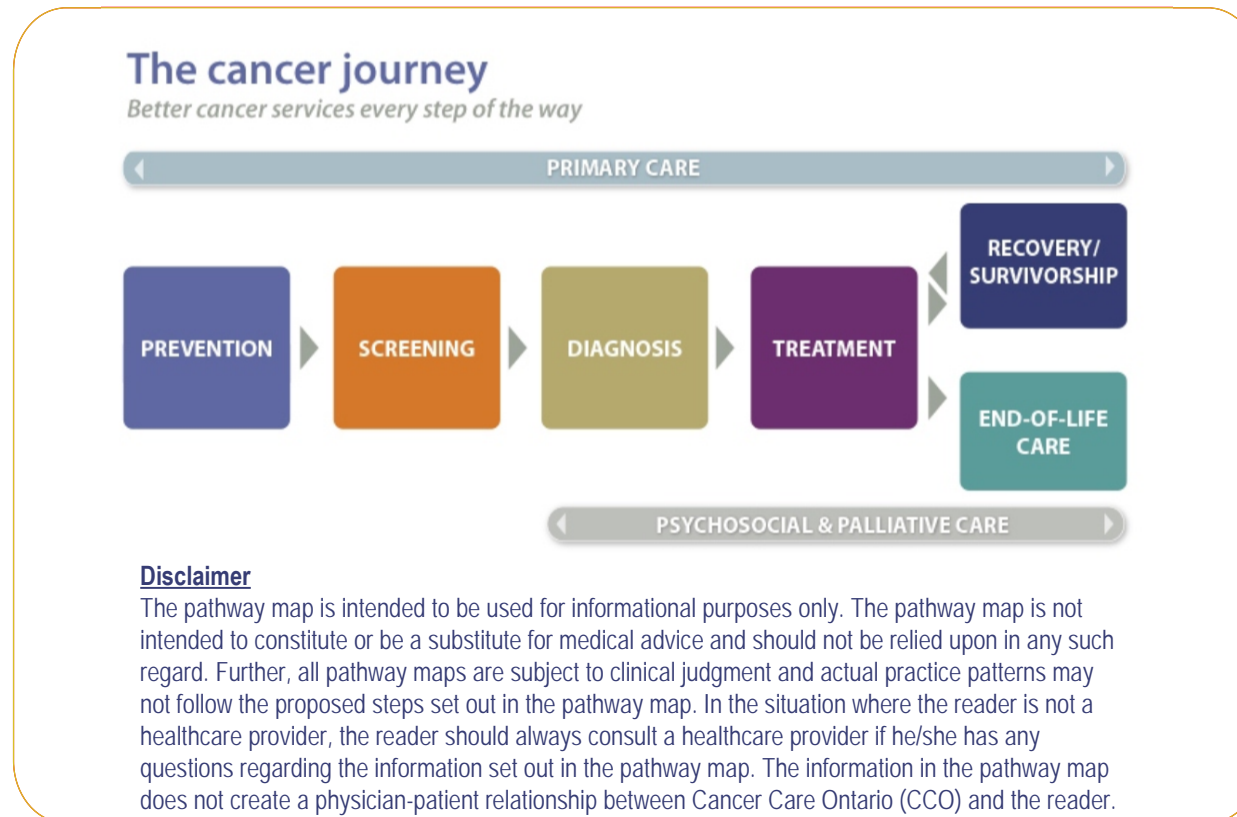 The cancer journey
Better cancer services every step of the way
PRIMARY CARE
PREVENTION
SCREENING
DIAGNOSIS
TREATMENT
RECOVERY/
SURVIVORSHIP
END-OF-LIFE
CARE
PSYCHOSOCIAL & PALLIATIVE CARE
Disclaimer
The pathway map is intended to be used for informational purposes only. The pathway map is not
intended to constitute or be a substitute for medical advice and should not be relied upon in any such
regard. Further, all pathway maps are subject to clinical judgment and actual practice patterns may
not follow the proposed steps set out in the pathway map. In the situation where the reader is not a
healthcare provider, the reader should always consult a healthcare provider if he/she has any
questions regarding the information set out in the pathway map. The information in the pathway map
does not create a physician-patient relationship between Cancer Care Ontario (CCO) and the reader.